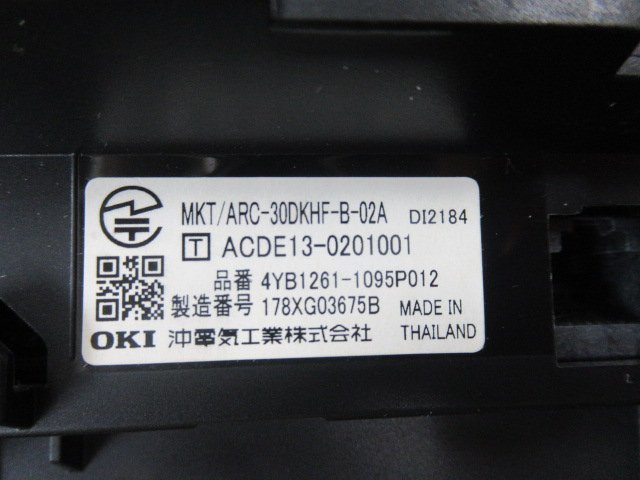 MKT/ARC-30DKHF-B-02A DI2184
T ACDE13-0201001
品番 4YB1261-1095P012
製造番号 178XG03675B MADE IN THAILAND
OKI 沖電気工業株式会社